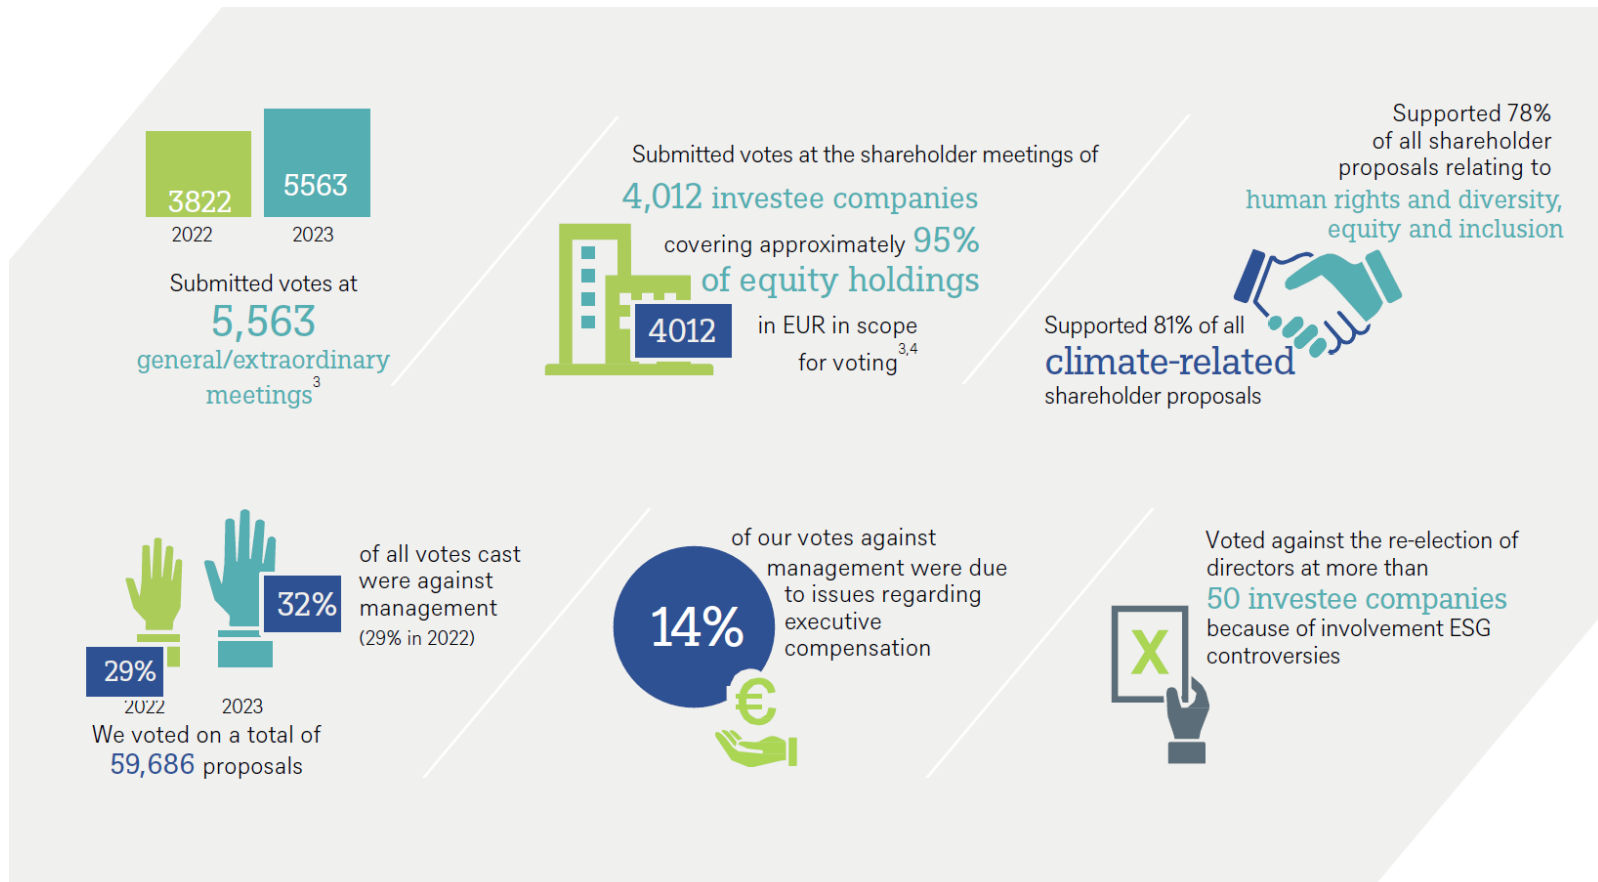 3822
5563
2022
2023
Submitted votes at
5,563
general/extraordinary
meetings3
Submitted votes at the shareholder meetings of
4,012 investee companies
covering approximately 95%
of equity holdings
4012
in EUR in scope
for voting3,4
Supported 78%
of all shareholder
proposals relating to
human rights and diversity,
equity and inclusion
Supported 81% of all
climate-related
shareholder proposals
29%
32%
2022
2023
of all votes cast
were against
management
(29% in 2022)
We voted on a total of
59,686 proposals
14%
of our votes against
management were due
to issues regarding
executive
compensation
€
Voted against the re-election of
directors at more than
50 investee companies
because of involvement ESG
controversies
X